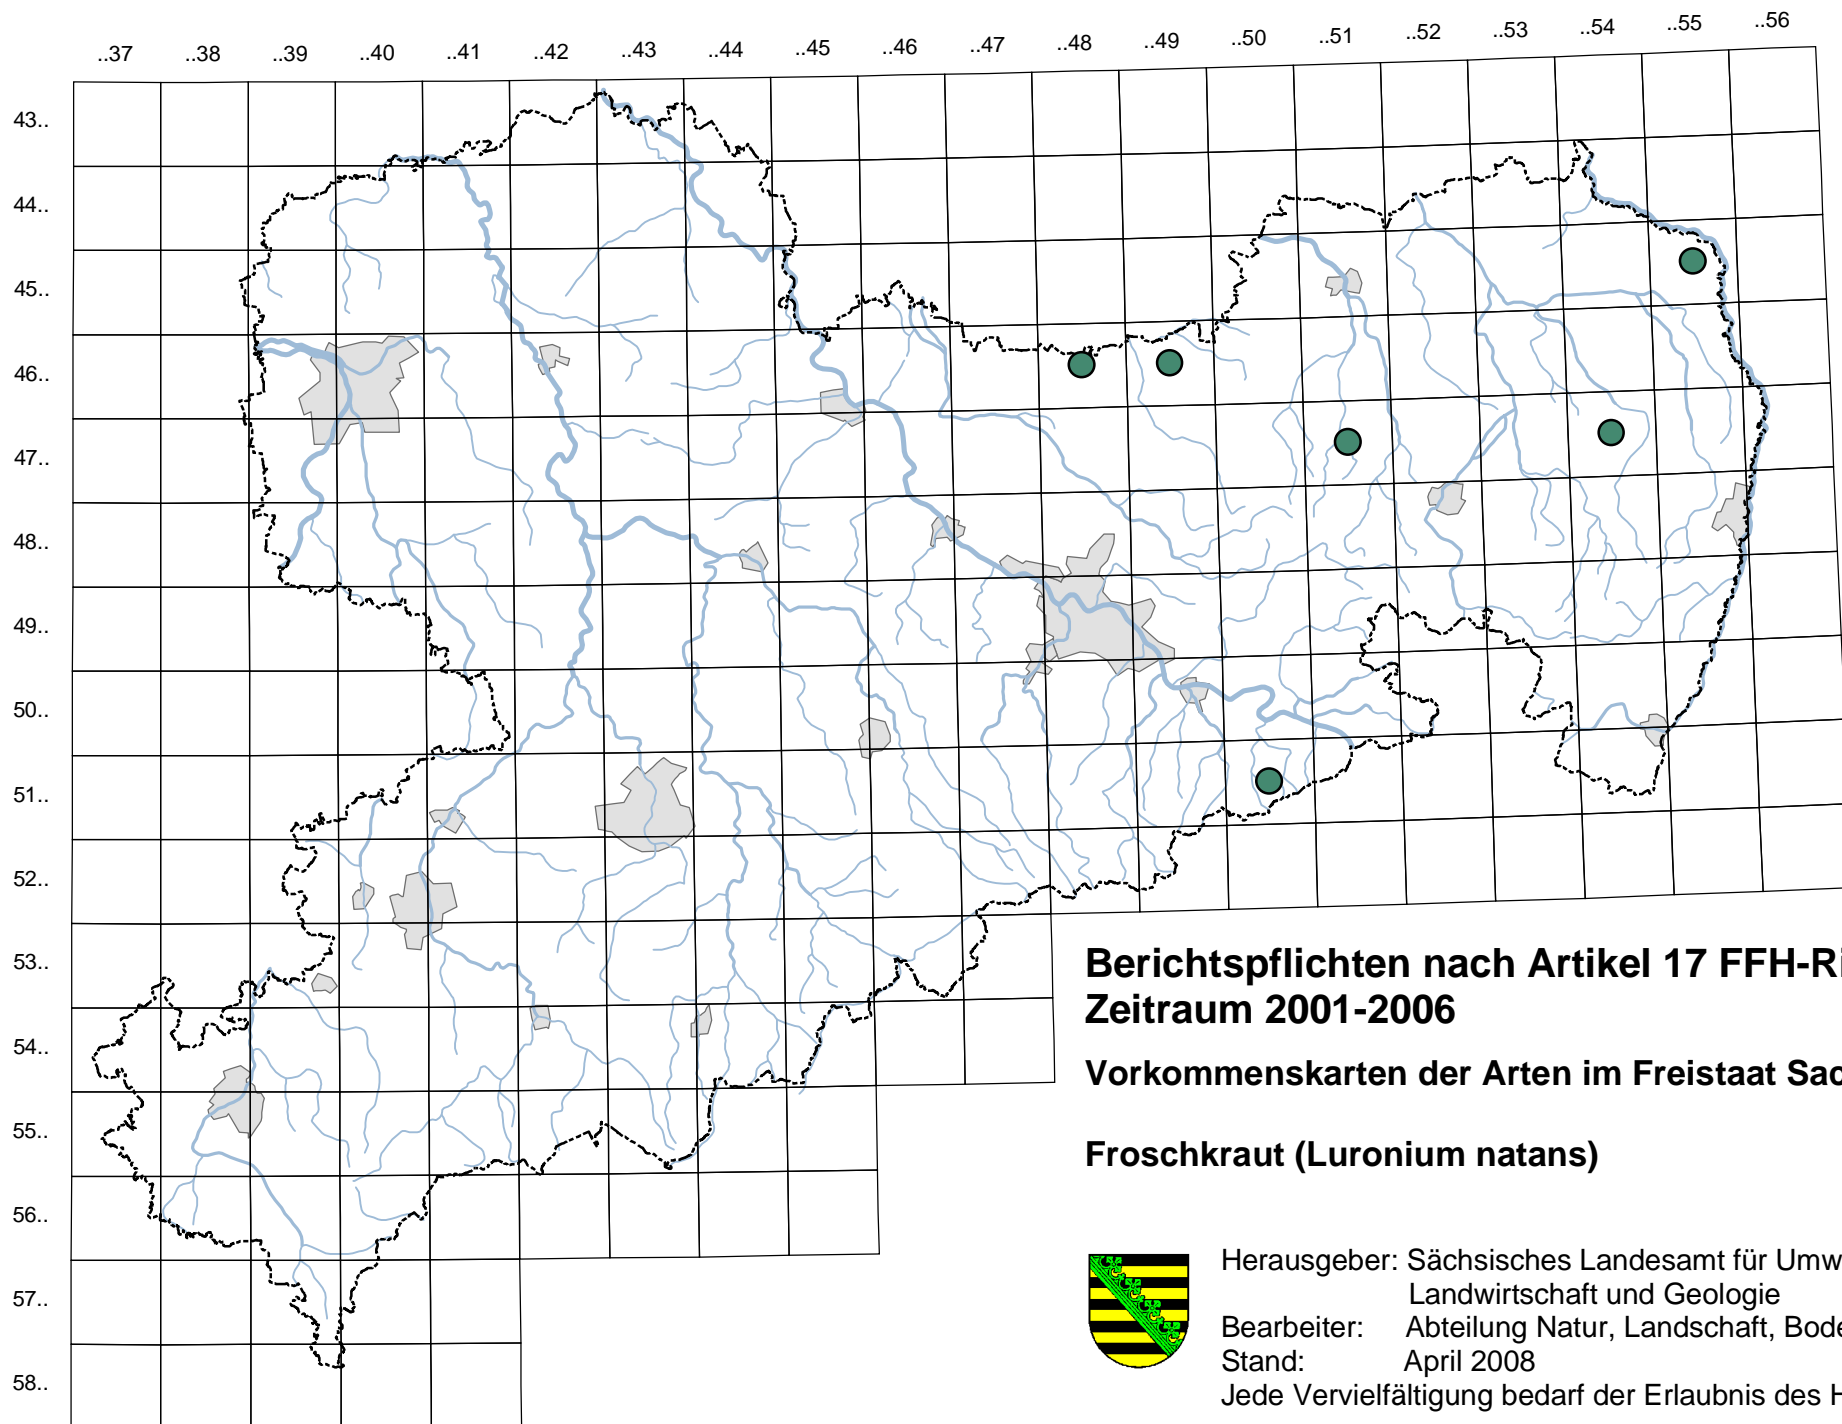 ..37 ..38 ..39 ..40 ..41 ..42 ..43 ..44 ..45 ..46 ..47 ..48 ..49 ..50 ..51 ..52 ..53 ..54 ..55 ..56
43..
44..
45..
46..
47..
48..
49..
50..
51..
52..
53..
54..
55..
56..
57..
58..
Berichtspflichten nach Artikel 17 FFH-Ri
Zeitraum 2001-2006
Vorkommenskarten der Arten im Freistaat Sac
Froschkraut (Luronium natans)
Herausgeber: Sächsisches Landesamt für Umw
Landwirtschaft und Geologie
Bearbeiter: Abteilung Natur, Landschaft, Bode
Stand: April 2008
Jede Vervielfältigung bedarf der Erlaubnis des H